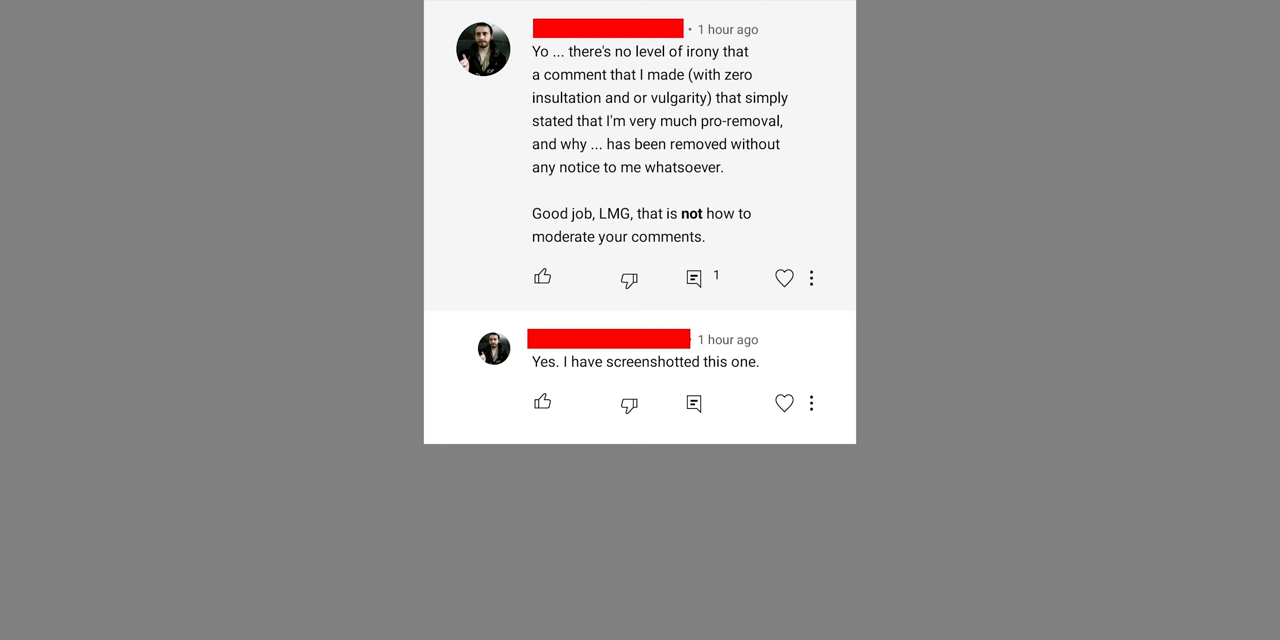 • 1 hour ago
Yo ... there's no level of irony that
a comment that I made (with zero
insultation and or vulgarity) that simply
stated that I'm very much pro-removal,
and why ... has been removed without
any notice to me whatsoever.
Good job, LMG, that is not how to
moderate your comments.
1
1 hour ago
Yes. I have screenshotted this one.